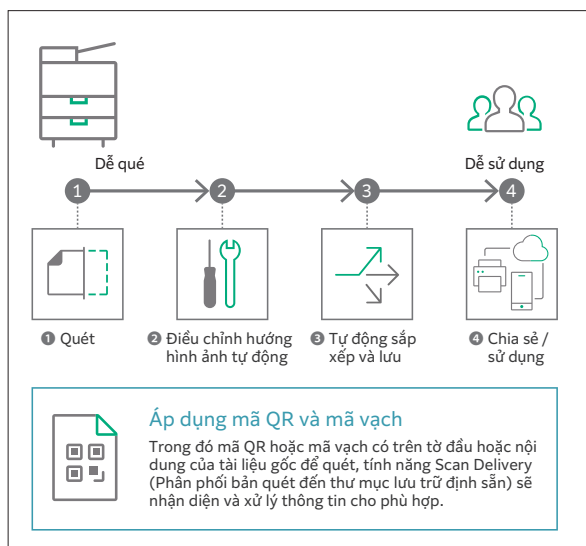 Dễ qué
Dễ sử dụng
1
2
3
4
❶ Quét
❷ Điều chỉnh hướng
hình ảnh tự động
❸ Tự động sắp
xếp và lưu
❹ Chia sẻ /
sử dụng
Áp dụng mã QR và mã vạch
Trong đó mã QR hoặc mã vạch có trên tờ đầu hoặc nội
dung của tài liệu gốc để quét, tính năng Scan Delivery
(Phân phối bản quét đến thư mục lưu trữ định sẵn) sẽ
nhận diện và xử lý thông tin cho phù hợp.